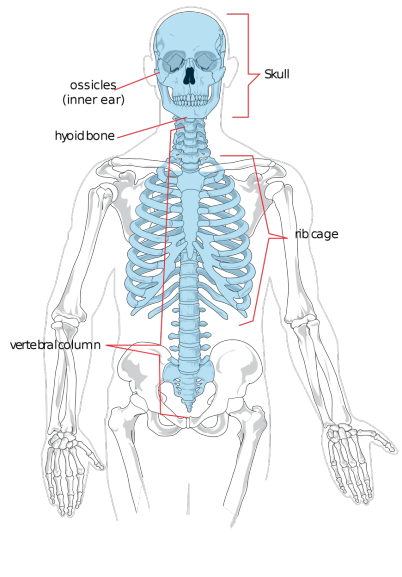 Skull
ossicles
(inner ear)
hyoid bone
rib cage
vertebral column